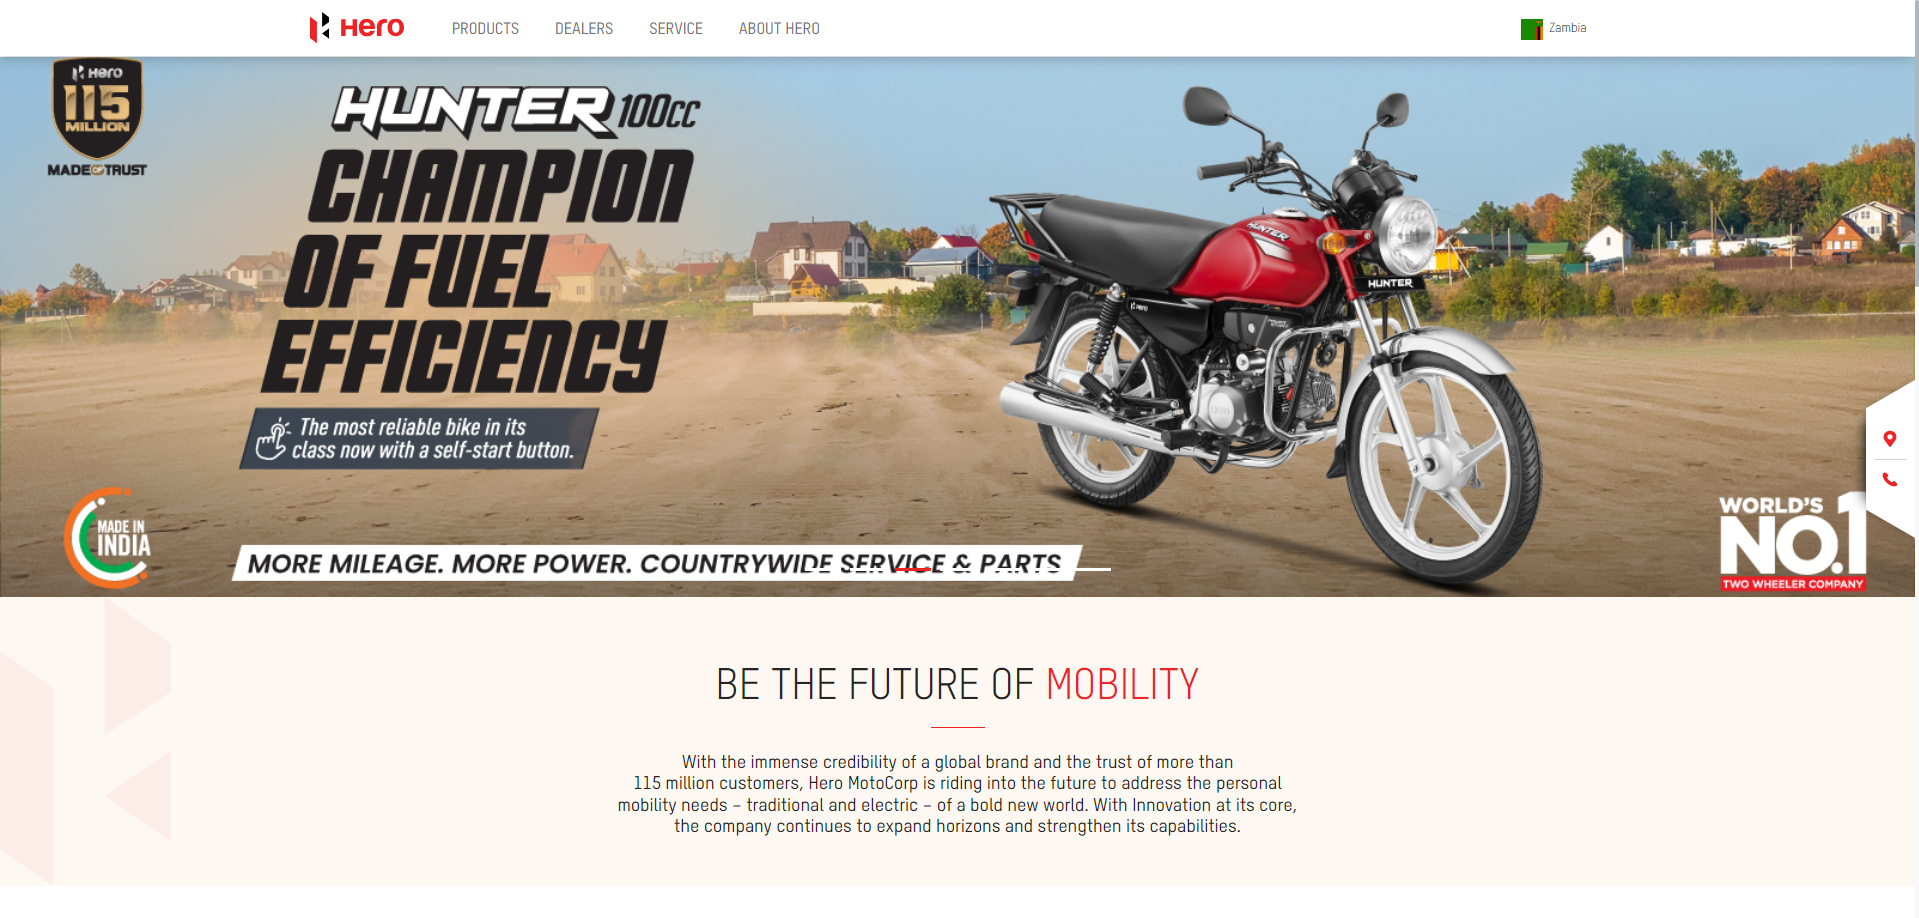 Hero
PRODUCTS
DEALERS
SERVICE
ABOUT HERO
Zambia
Hero
115
MILLION
MADE OF TRUST
HUNTER 100cc
CHAMPION
OF FUEL
EFFICIENCY
The most reliable bike in its
class now with a self-start button.
HUNTER
HUNTER
Hero
MADE IN
INDIA
MORE MILEAGE. MORE POWER. COUNTRYWIDE SERVICE & PARTS
WORLD'S
NO.1
TWO WHEELER COMPANY
BE THE FUTURE OF MOBILITY
With the immense credibility of a global brand and the trust of more than
115 million customers, Hero MotoCorp is riding into the future to address the personal
mobility needs – traditional and electric – of a bold new world. With Innovation at its core,
the company continues to expand horizons and strengthen its capabilities.